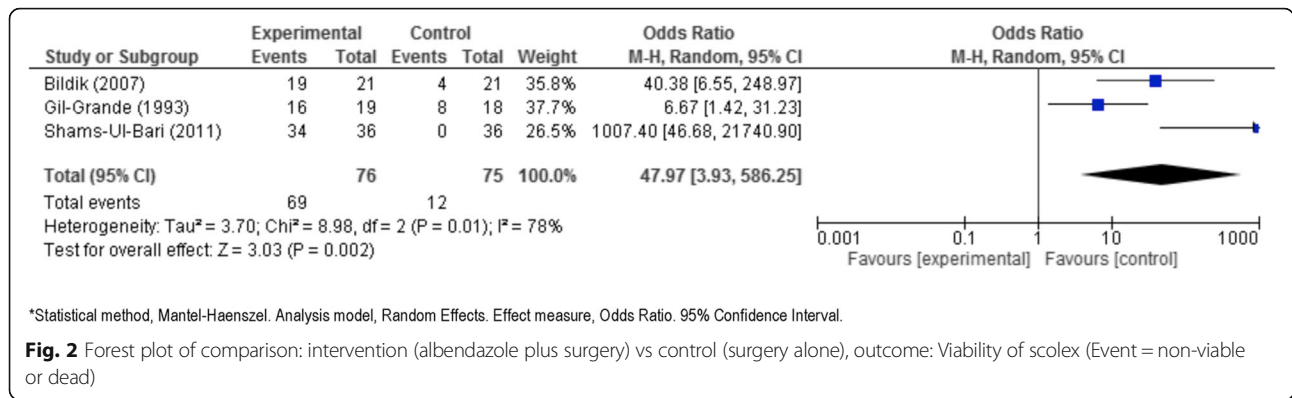 Experimental Control Odds Ratio Odds Ratio
Study or Subgroup Events Total Events Total Weight M-H, Random, 95% CI M-H, Random, 95% CI
Bildik (2007) 19 21 4 21 35.8% 40.38 [6.55, 248.97]
Gil-Grande (1993) 16 19 8 18 37.7% 6.67 [1.42, 31.23]
Shams-Ul-Bari (2011) 34 36 0 36 26.5% 1007.40 [46.68, 21740.90]
Total (95% CI) 76 75 100.0% 47.97 [3.93, 586.25]
Total events 69 12
Heterogeneity: Tau² = 3.70; Chi² = 8.98, df = 2 (P = 0.01); I² = 78%
Test for overall effect: Z = 3.03 (P = 0.002)
0.001 0.1 1 10 1000
Favours [experimental] Favours [control]
*Statistical method, Mantel-Haenszel. Analysis model, Random Effects. Effect measure, Odds Ratio. 95% Confidence Interval.
Fig. 2 Forest plot of comparison: intervention (albendazole plus surgery) vs control (surgery alone), outcome: Viability of scolex (Event = non-viable
or dead)